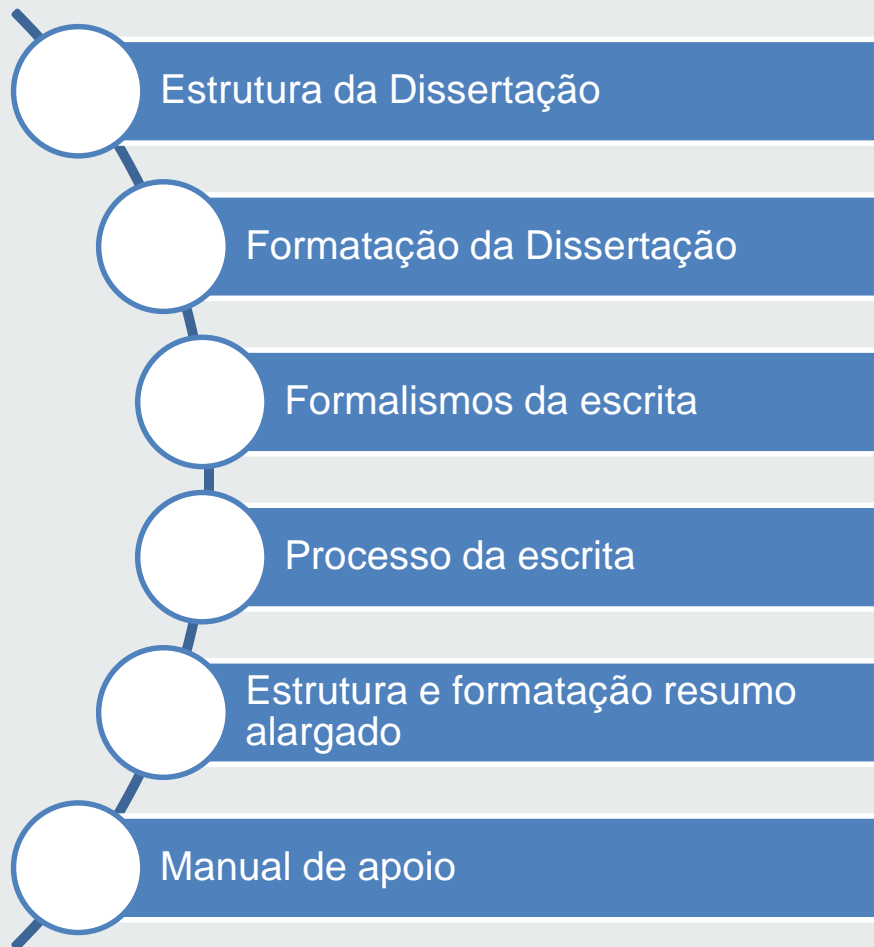 Estrutura da Dissertação
Formatação da Dissertação
Formalismos da escrita
Processo da escrita
Estrutura e formatação resumo
alargado
Manual de apoio